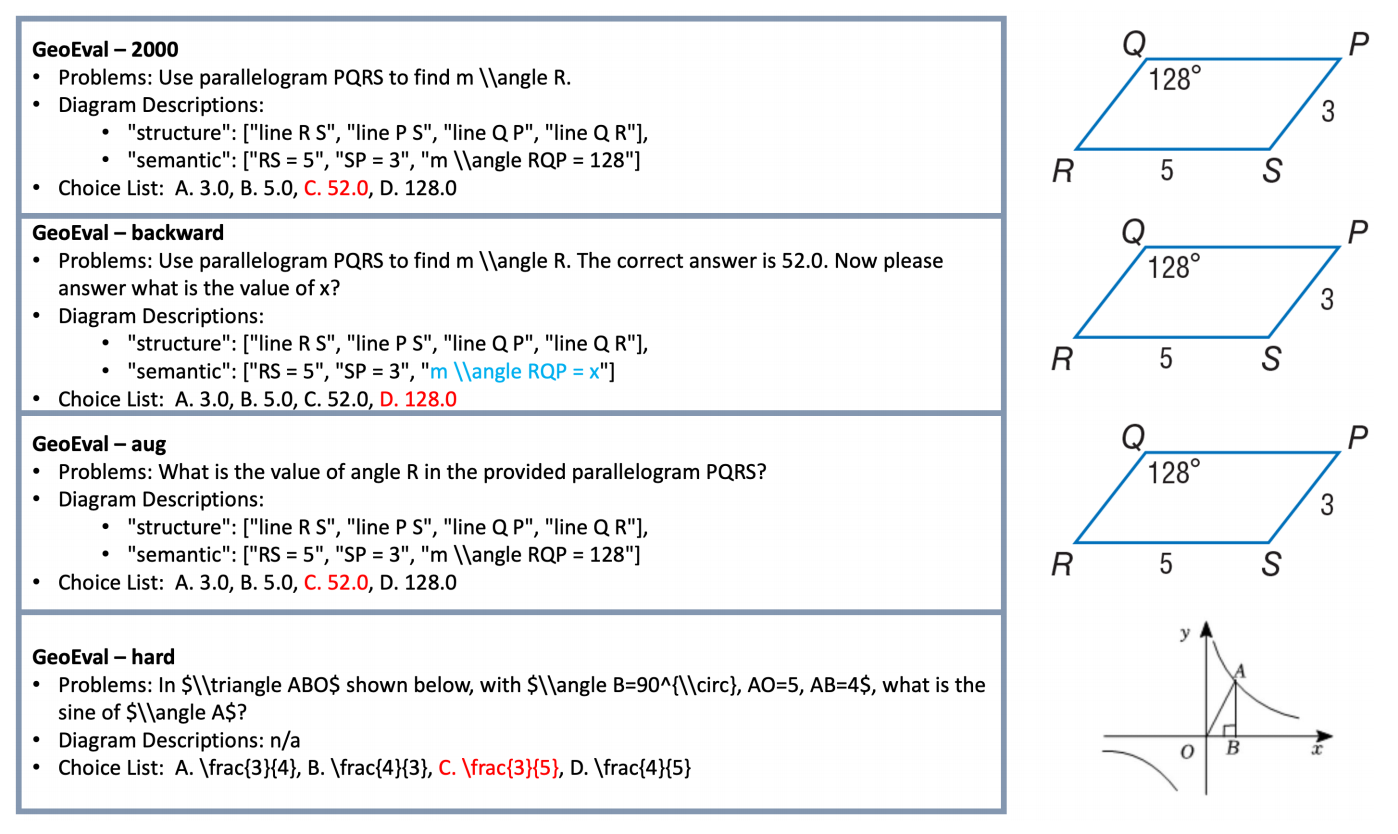 GeoEval – 2000
• Problems: Use parallelogram PQRS to find m \\angle R.
• Diagram Descriptions:
• "structure": ["line R S", "line P S", "line Q P", "line Q R"],
• "semantic": ["RS = 5", "SP = 3", "m \\angle RQP = 128"]
• Choice List: A. 3.0, B. 5.0, C. 52.0, D. 128.0
Q P
128°
3
R 5 S
GeoEval – backward
• Problems: Use parallelogram PQRS to find m \\angle R. The correct answer is 52.0. Now please
answer what is the value of x?
• Diagram Descriptions:
• "structure": ["line R S", "line P S", "line Q P", "line Q R"],
• "semantic": ["RS = 5", "SP = 3", "m \\angle RQP = x"]
• Choice List: A. 3.0, B. 5.0, C. 52.0, D. 128.0
Q P
128°
3
R 5 S
GeoEval – aug
• Problems: What is the value of angle R in the provided parallelogram PQRS?
• Diagram Descriptions:
• "structure": ["line R S", "line P S", "line Q P", "line Q R"],
• "semantic": ["RS = 5", "SP = 3", "m \\angle RQP = 128"]
• Choice List: A. 3.0, B. 5.0, C. 52.0, D. 128.0
Q P
128°
3
R 5 S
GeoEval – hard
• Problems: In $\\triangle ABO$ shown below, with $\\angle B=90^{\\circ}, AO=5, AB=4$, what is the
sine of $\\angle A$?
• Diagram Descriptions: n/a
• Choice List: A. \frac{3}{4}, B. \frac{4}{3}, C. \frac{3}{5}, D. \frac{4}{5}
y
A
O B x